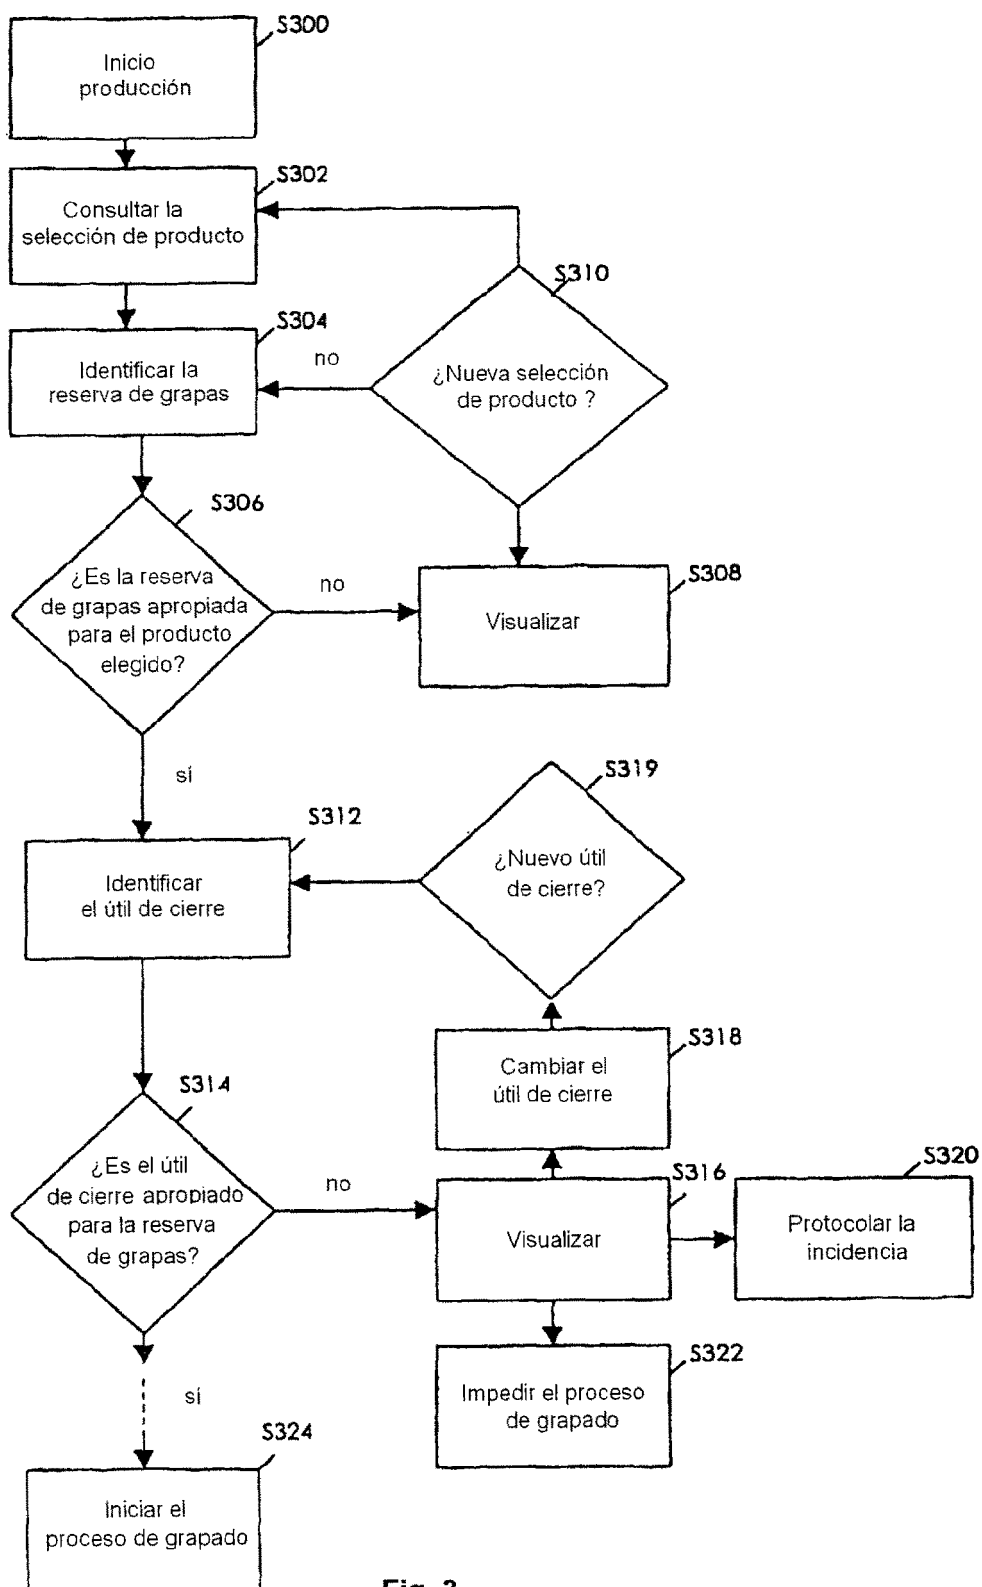 S300
Inicio
producción
S302
Consultar la
selección de producto
S310
¿Nueva selección
de producto ?
S304
no
Identificar la
reserva de grapas
S306
¿Es la reserva
de grapas apropiada
para el producto
elegido?
no
S308
Visualizar
sí
S319
¿Nuevo útil
de cierre?
S312
Identificar
el útil de cierre
S318
Cambiar el
útil de cierre
S314
¿Es el útil
de cierre apropiado
para la reserva
de grapas?
no
S316
Visualizar
S320
Protocolar la
incidencia
S322
Impedir el proceso
de grapado
sí
S324
Iniciar el
proceso de grapado